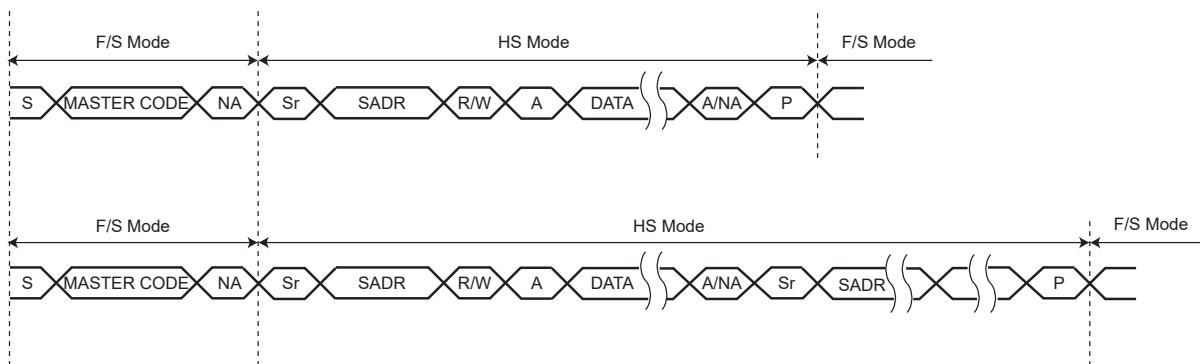 F/S Mode HS Mode F/S Mode
S MASTER CODE NA Sr SADR R/W A DATA A/NA P
F/S Mode HS Mode F/S Mode
S MASTER CODE NA Sr SADR R/W A DATA A/NA Sr SADR P